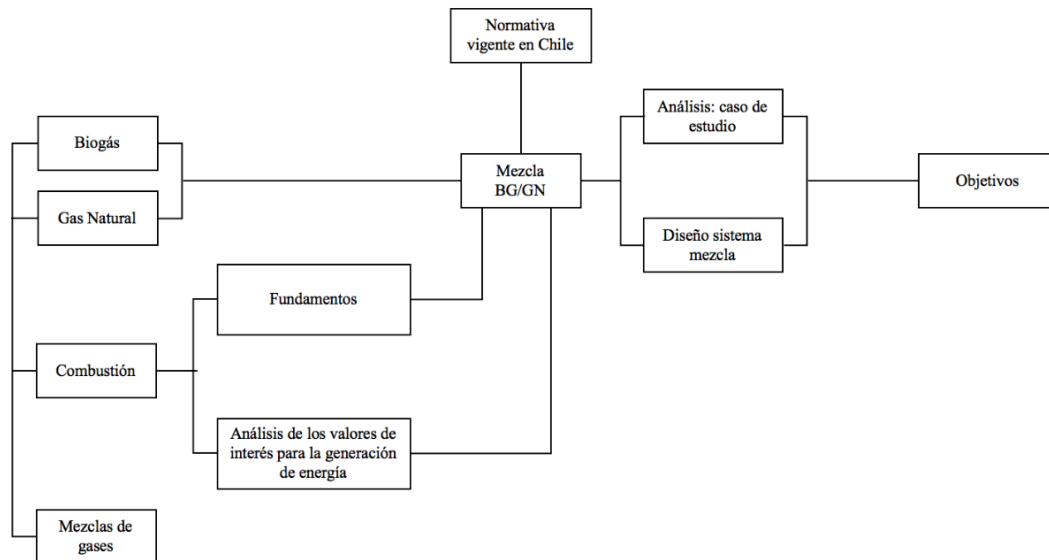 Normativa
vigente en Chile
Análisis: caso de
estudio
Biogás
Mezcla
BG/GN
Objetivos
Gas Natural
Diseño sistema
mezcla
Fundamentos
Combustión
Análisis de los valores de
interés para la generación
de energía
Mezclas de
gases